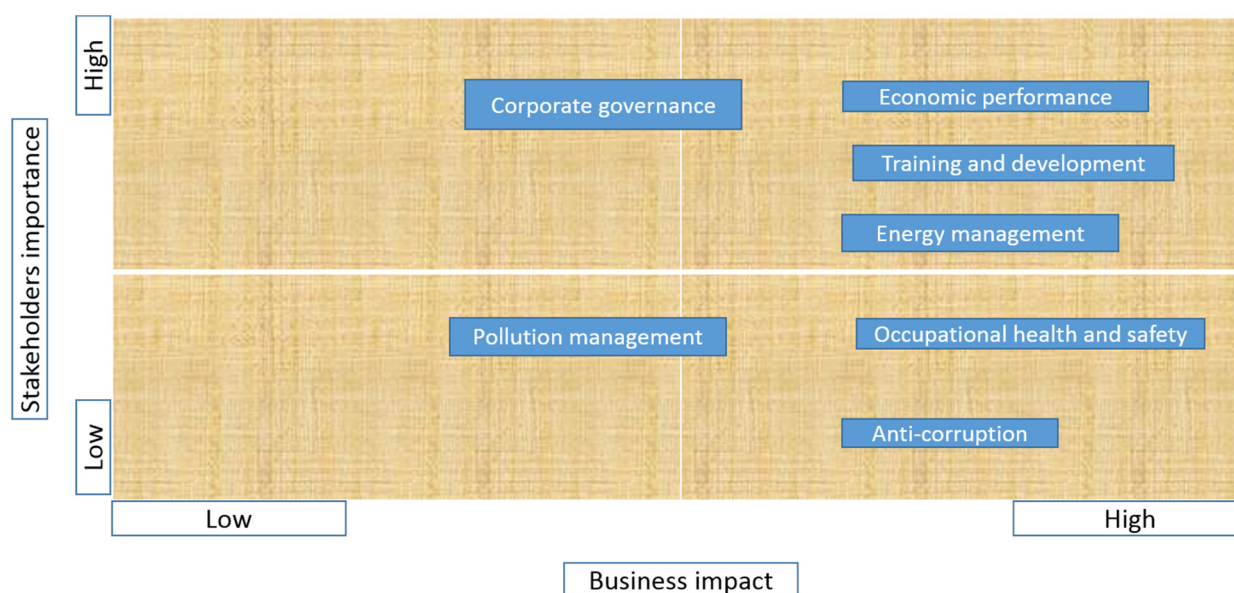 High
Corporate governance
Economic performance
Training and development
Energy management
Stakeholders importance
Pollution management
Occupational health and safety
Anti-corruption
Low
Low
High
Business impact